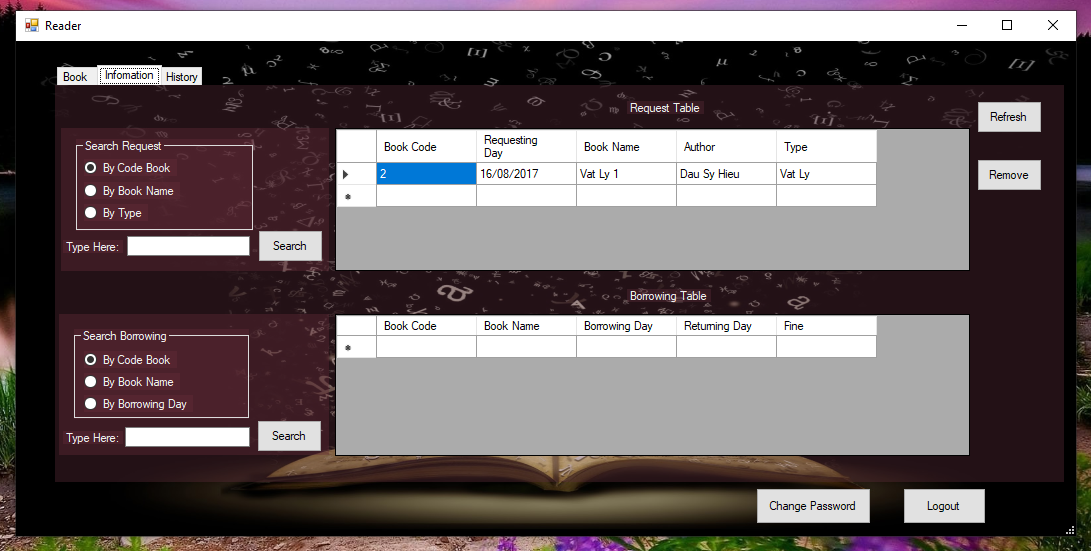 Reader
Book Infomation History
Request Table
Refresh
Search Request
By Code Book
By Book Name
By Type
Type Here:
Search
Book Code Requesting Day Book Name Author Type
2 16/08/2017 Vat Ly 1 Dau Sy Hieu Vat Ly
Remove
Borrowing Table
Search Borrowing
By Code Book
By Book Name
By Borrowing Day
Type Here:
Search
Book Code Book Name Borrowing Day Returning Day Fine
Change Password
Logout